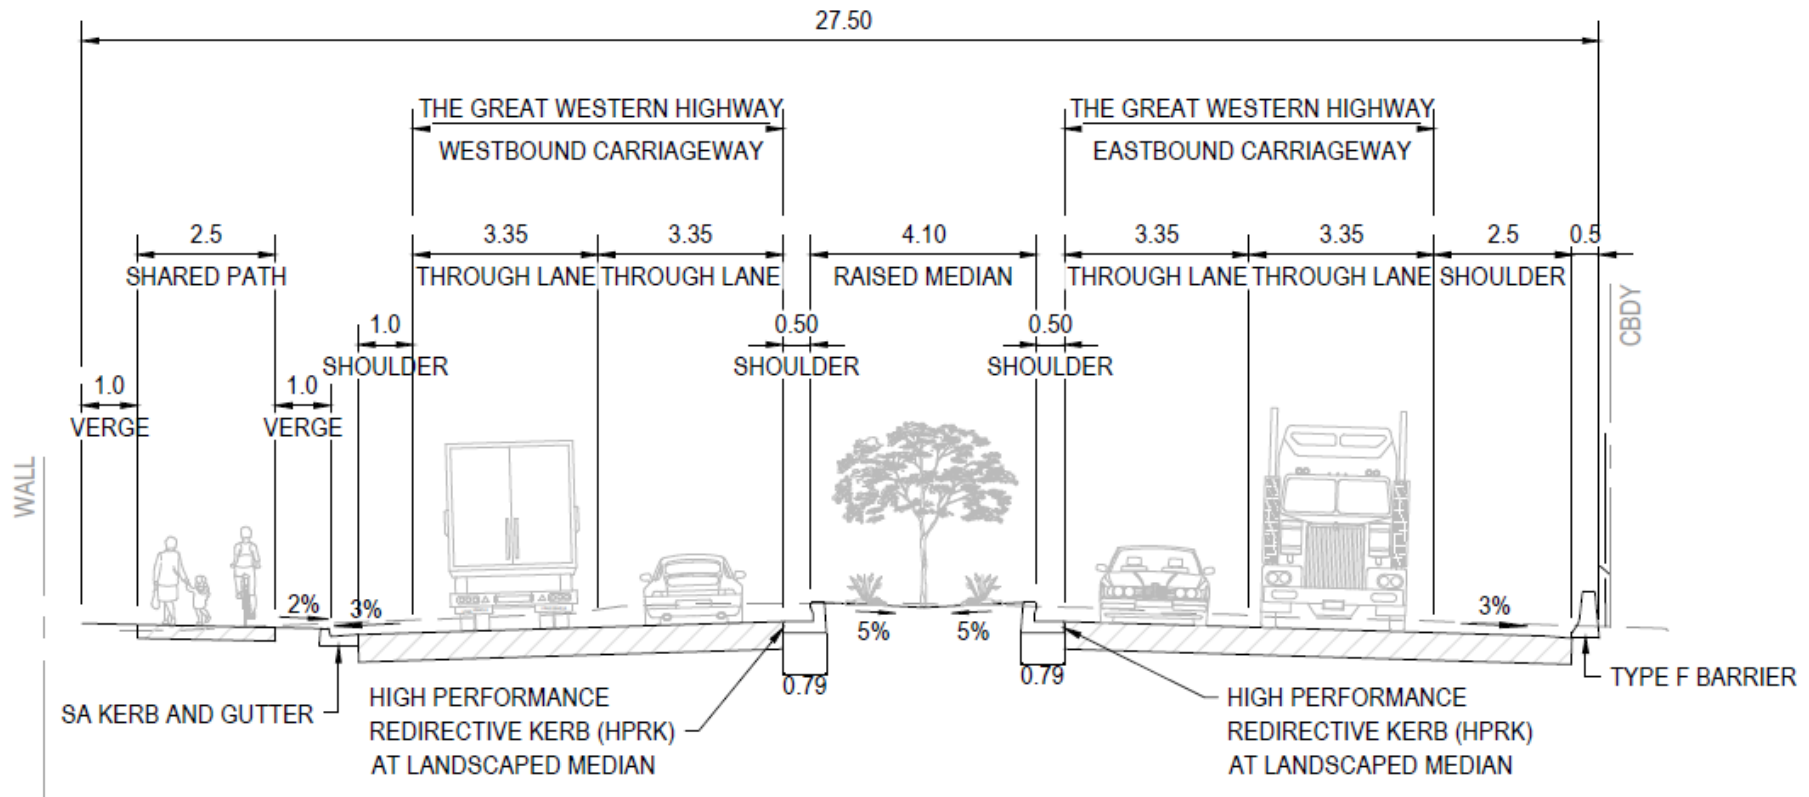 27.50
THE GREAT WESTERN HIGHWAY
WESTBOUND CARRIAGEWAY
THE GREAT WESTERN HIGHWAY
EASTBOUND CARRIAGEWAY
2.5
SHARED PATH
3.35
THROUGH LANE
3.35
THROUGH LANE
4.10
RAISED MEDIAN
3.35
THROUGH LANE
3.35
THROUGH LANE
2.5
SHOULDER
0.5
1.0
SHOULDER
0.50
SHOULDER
0.50
SHOULDER
CBDY
1.0
VERGE
1.0
VERGE
WALL
2%
3%
5%
5%
3%
0.79
0.79
SA KERB AND GUTTER
HIGH PERFORMANCE
REDIRECTIVE KERB (HPRK)
AT LANDSCAPED MEDIAN
HIGH PERFORMANCE
REDIRECTIVE KERB (HPRK)
AT LANDSCAPED MEDIAN
TYPE F BARRIER